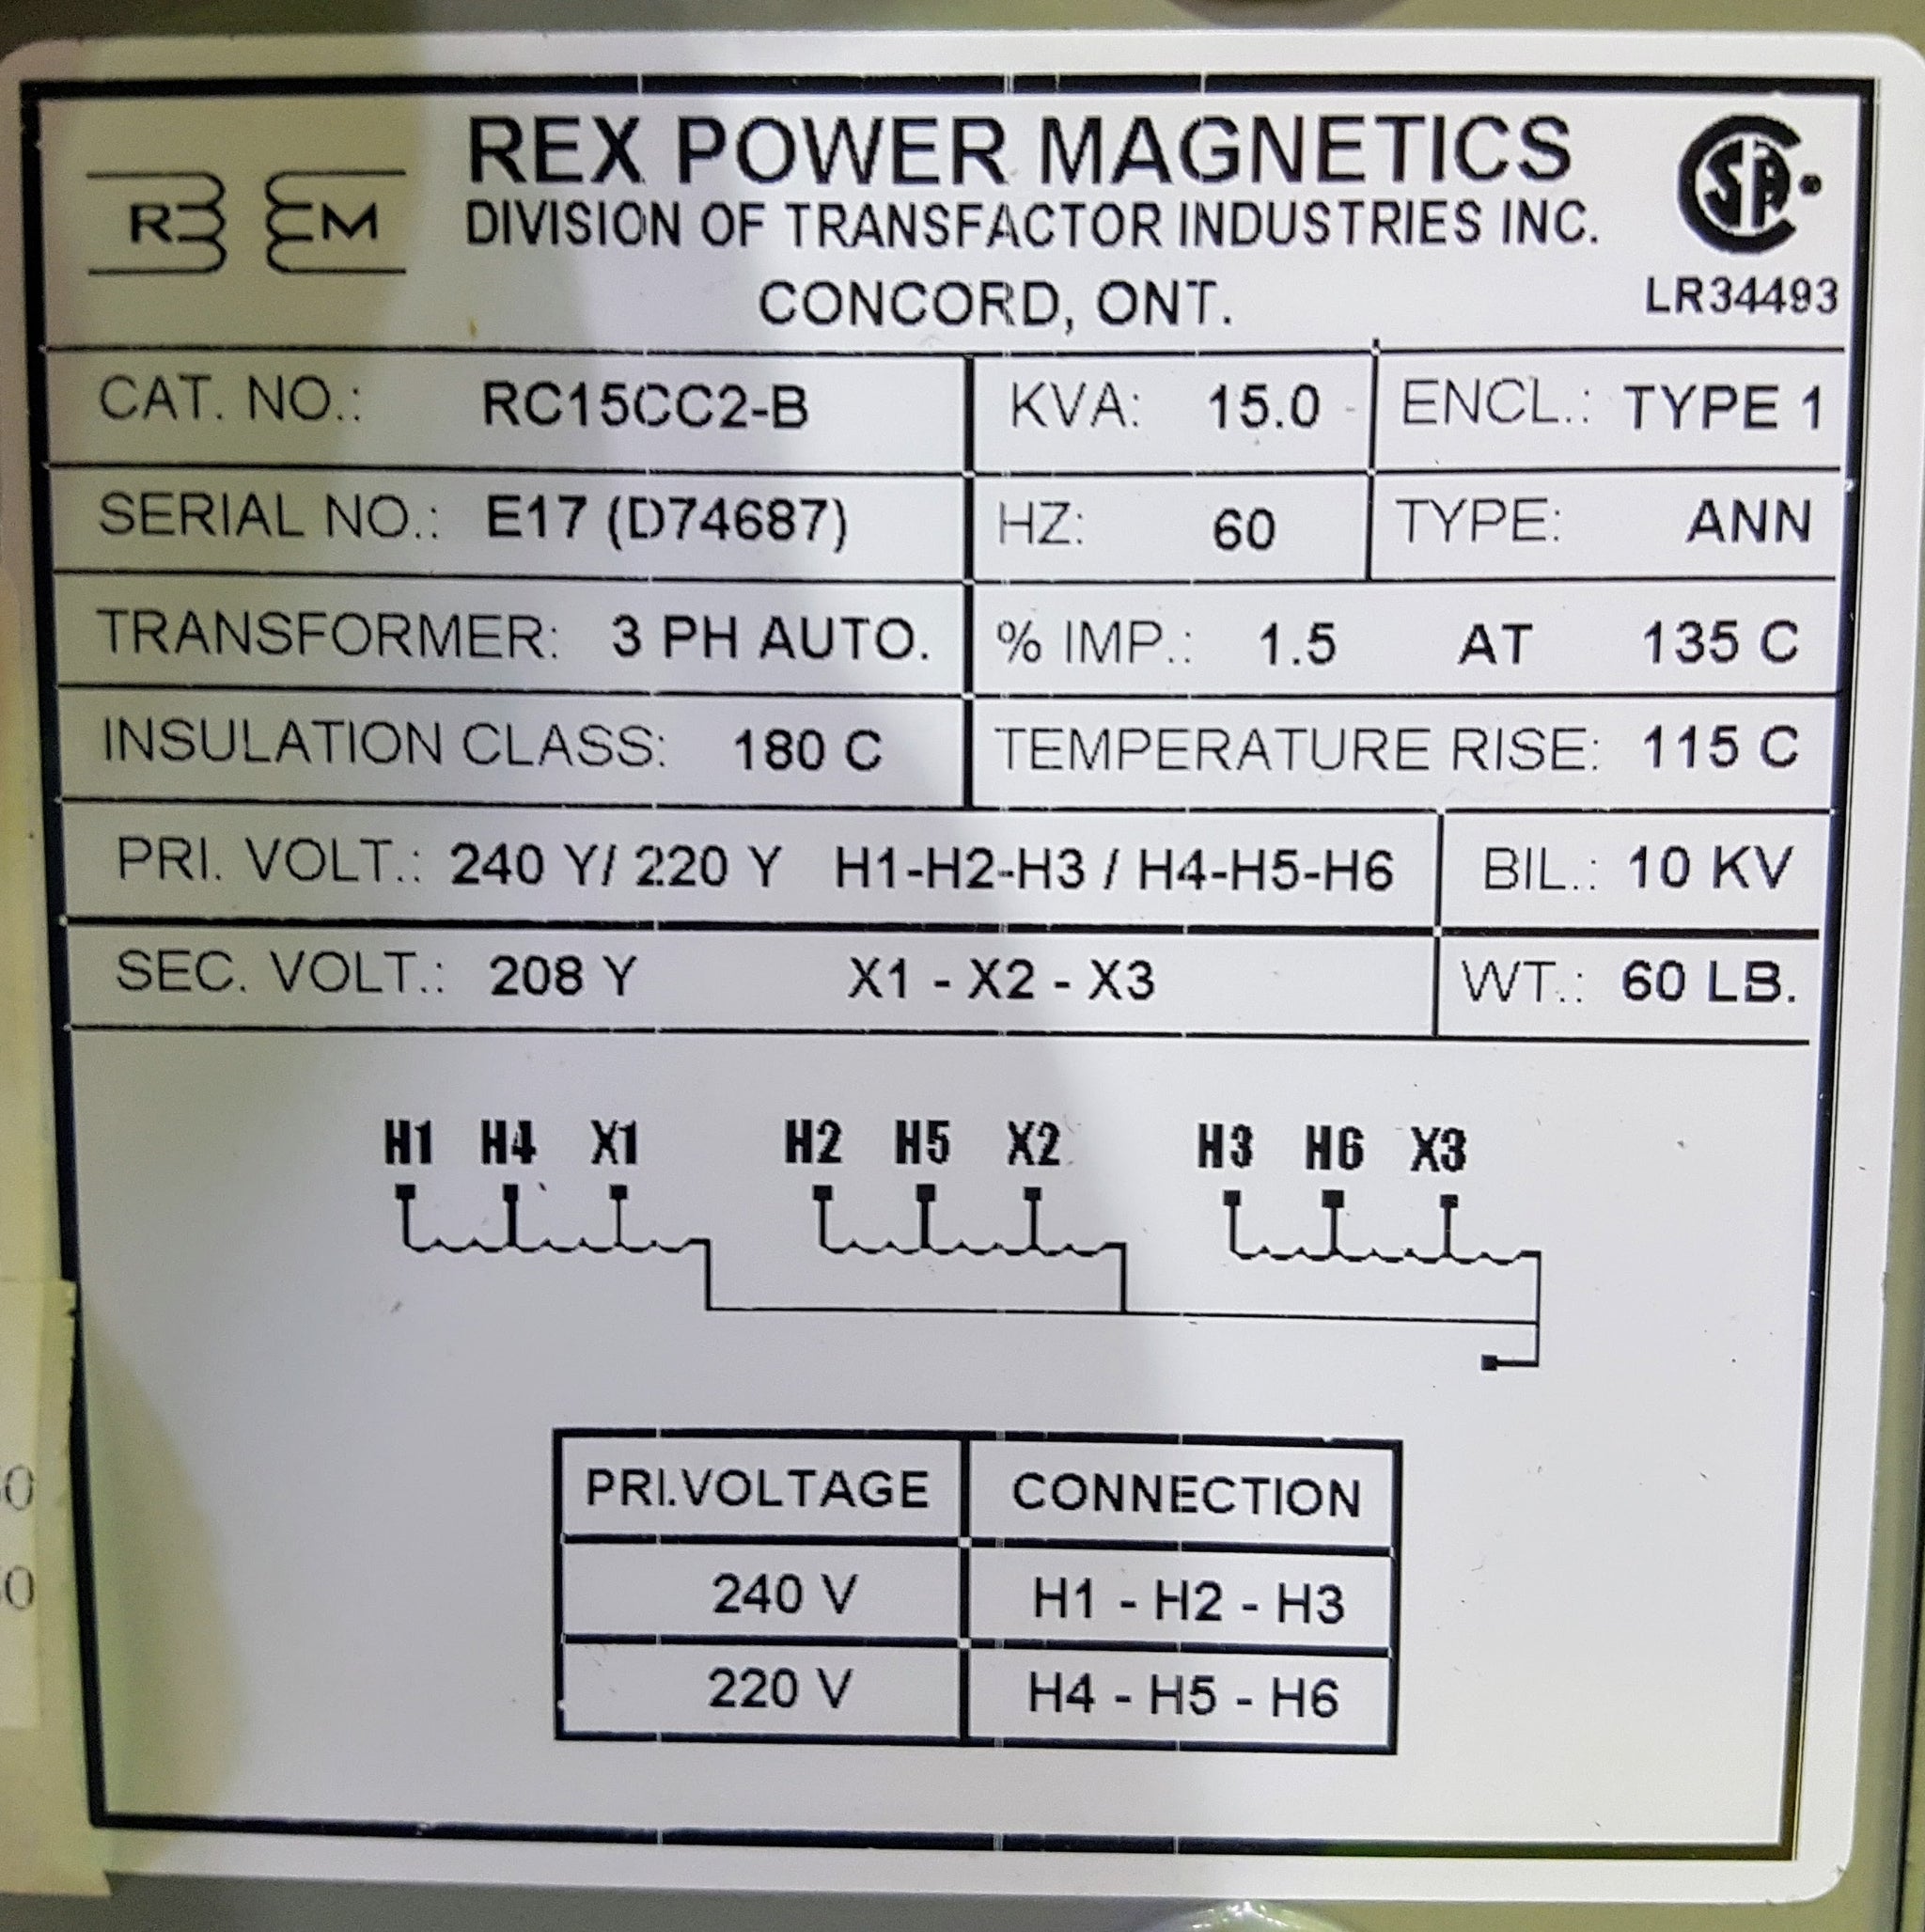 REX POWER MAGNETICS
DIVISION OF TRANSFACTOR INDUSTRIES INC.
CONCORD, ONT.
R M
SA
LR34493
CAT. NO.: RC15CC2-B KVA: 15.0 ENCL.: TYPE 1
SERIAL NO.: E17 (D74687) HZ: 60 TYPE: ANN
TRANSFORMER: 3 PH AUTO. % IMP.: 1.5 AT 135 C
INSULATION CLASS: 180 C TEMPERATURE RISE: 115 C
PRI. VOLT.: 240 Y/ 220 Y H1-H2-H3 / H4-H5-H6 BIL.: 10 KV
SEC. VOLT.: 208 Y X1 - X2 - X3 WT.: 60 LB.
H1 H4 X1 H2 H5 X2 H3 H6 X3
PRI.VOLTAGE CONNECTION
240 V H1 - H2 - H3
220 V H4 - H5 - H6